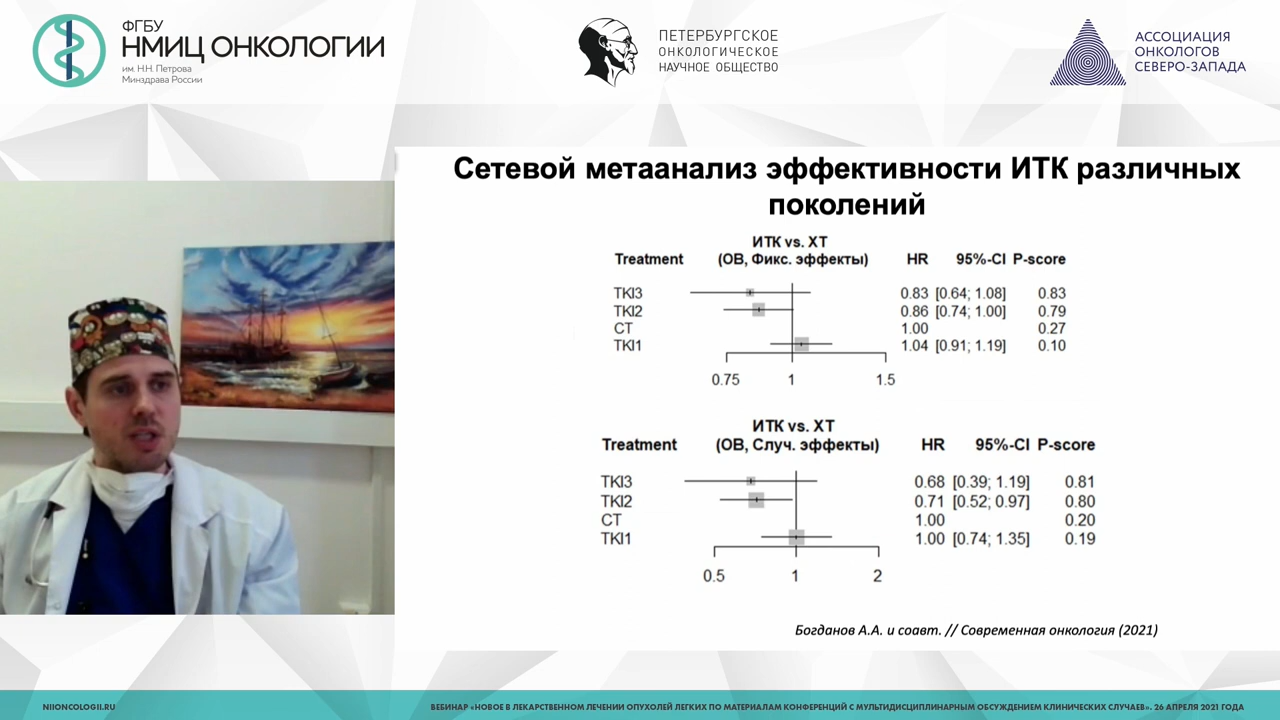 ФГБУ
НМИЦ ОНКОЛОГИИ
им. Н.Н. Петрова
Минздрава России
ПЕТЕРБУРГСКОЕ
ОНКОЛОГИЧЕСКОЕ
НАУЧНОЕ ОБЩЕСТВО
АССОЦИАЦИЯ
ОНКОЛОГОВ
СЕВЕРО-ЗАПАДА
Сетевой метаанализ эффективности ИТК различных
поколений
ИТК vs. ХТ
Treatment (ОВ, Фикс. эффекты) HR 95%-CI P-score
TKI3 0.83 [0.64; 1.08] 0.83
TKI2 0.86 [0.74; 1.00] 0.79
CT 1.00 0.27
TKI1 1.04 [0.91; 1.19] 0.10
0.75 1 1.5
ИТК vs. ХТ
Treatment (ОВ, Случ. эффекты) HR 95%-CI P-score
TKI3 0.68 [0.39; 1.19] 0.81
TKI2 0.71 [0.52; 0.97] 0.80
CT 1.00 0.20
TKI1 1.00 [0.74; 1.35] 0.19
0.5 1 2
Богданов А.А. и соавт. // Современная онкология (2021)
NIIONCOLOGII.RU
ВЕБИНАР «НОВОЕ В ЛЕКАРСТВЕННОМ ЛЕЧЕНИИ ОПУХОЛЕЙ ЛЕГКИХ ПО МАТЕРИАЛАМ КОНФЕРЕНЦИЙ С МУЛЬТИДИСЦИПЛИНАРНЫМ ОБСУЖДЕНИЕМ КЛИНИЧЕСКИХ СЛУЧАЕВ». 26 АПРЕЛЯ 2021 ГОДА